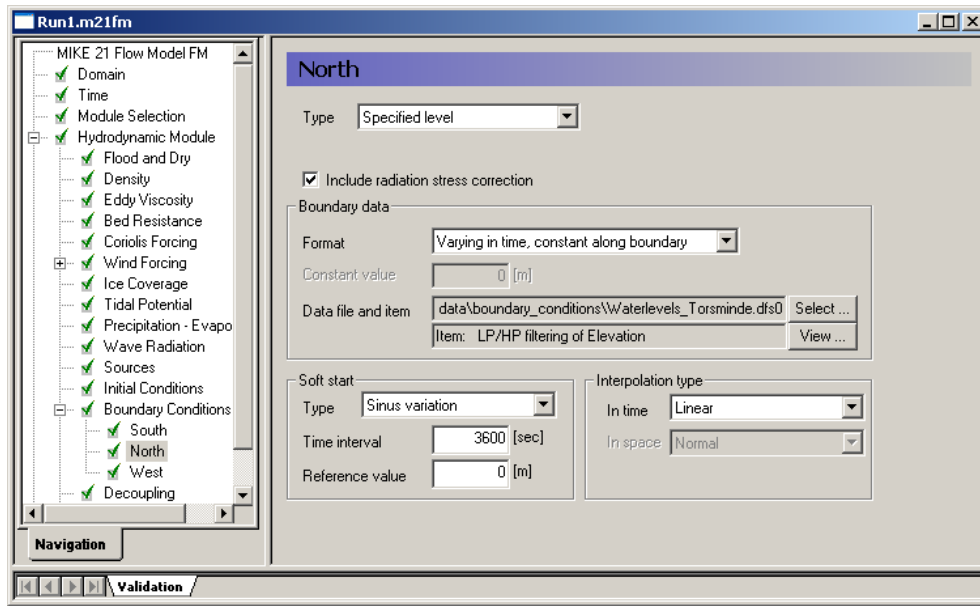 Run1.m21fm
MIKE 21 Flow Model FM
Domain
Time
Module Selection
Hydrodynamic Module
Flood and Dry
Density
Eddy Viscosity
Bed Resistance
Coriolis Forcing
Wind Forcing
Ice Coverage
Tidal Potential
Precipitation - Evapo
Wave Radiation
Sources
Initial Conditions
Boundary Conditions
South
North
West
Decoupling
Navigation
Validation
North
Type Specified level
Include radiation stress correction
Boundary data
Format Varying in time, constant along boundary
Constant value 0 [m]
Data file and item data\boundary_conditions\Waterlevels_Torsminde.dfs0 Select ...
Item: LP/HP filtering of Elevation View ...
Soft start
Type Sinus variation
Time interval 3600 [sec]
Reference value 0 [m]
Interpolation type
In time Linear
In space Normal